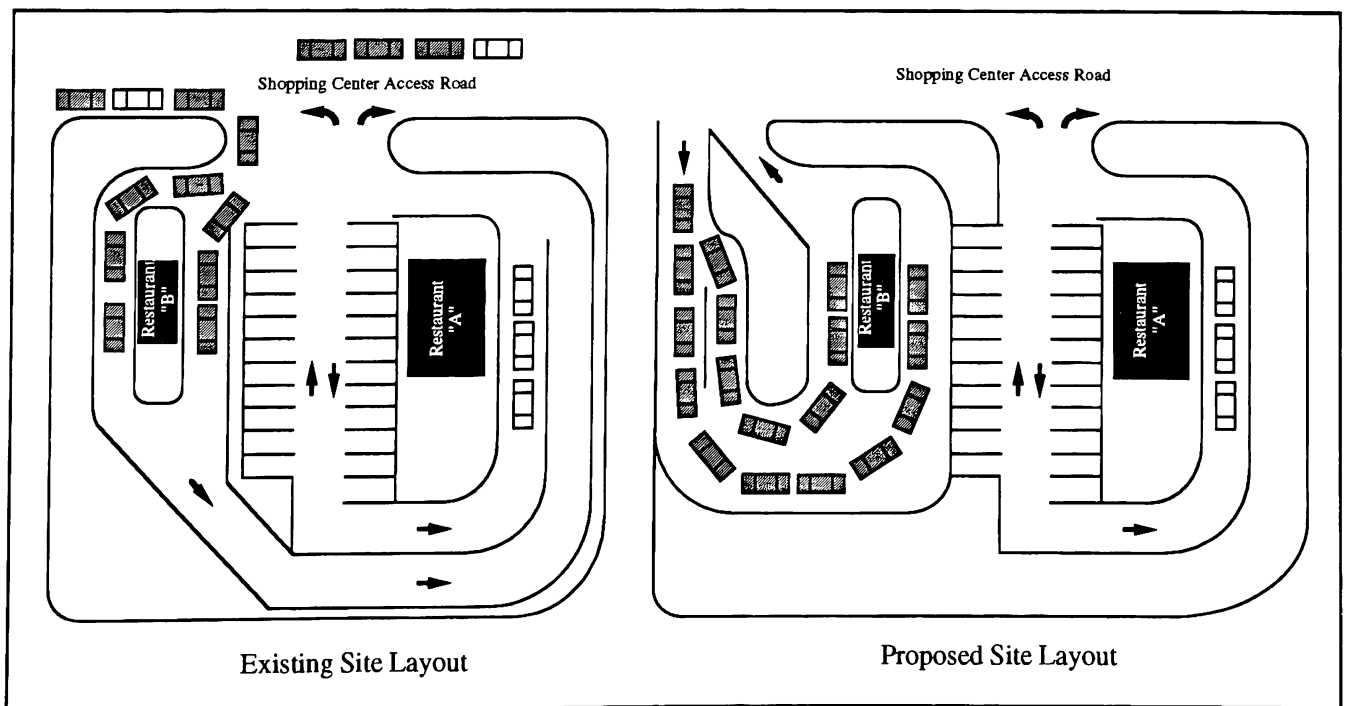 Shopping Center Access Road
Shopping Center Access Road
Restaurant
"B"
Restaurant
"A"
Restaurant
"B"
Restaurant
"A"
Existing Site Layout
Proposed Site Layout